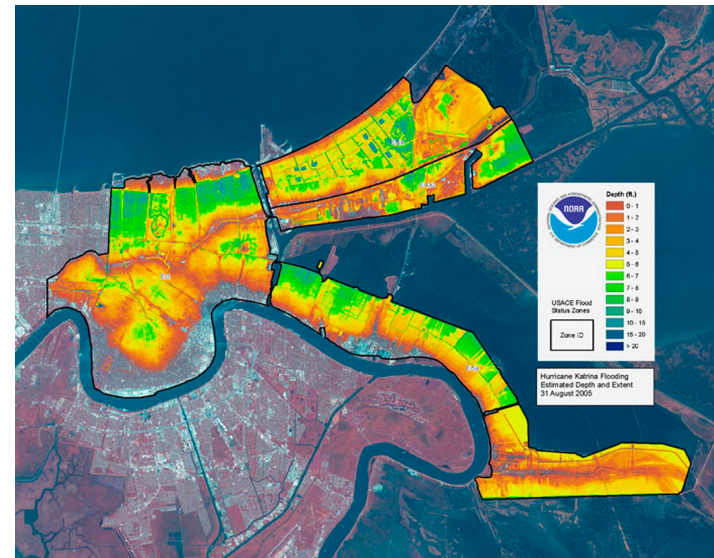 NOAA
Depth (ft.)
0 - 1
1 - 2
2 - 3
3 - 4
4 - 5
5 - 6
6 - 7
7 - 8
8 - 9
9 - 10
10 - 15
15 - 20
> 20
USACE Flood
Status Zones
Zone ID
Hurricane Katrina Flooding
Estimated Depth and Extent
31 August 2005